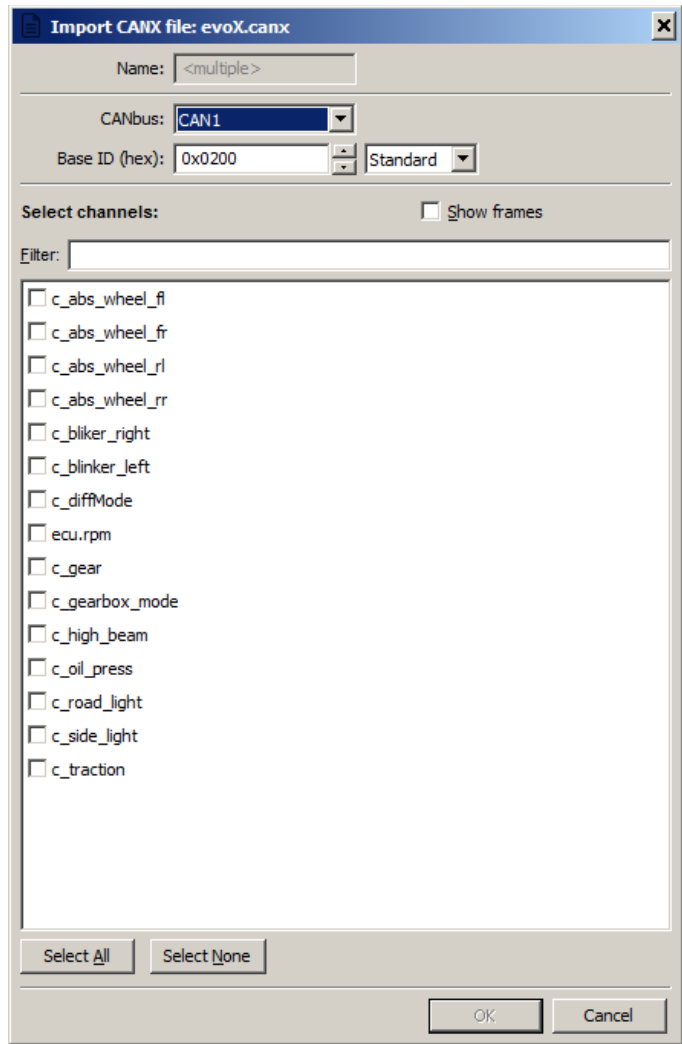 Import CANX file: evoX.canx
Name: <multiple>
CANbus: CAN1
Base ID (hex): 0x0200 Standard
Select channels: Show frames
Filter:
c_abs_wheel_fl
c_abs_wheel_fr
c_abs_wheel_rl
c_abs_wheel_rr
c_bliker_right
c_blinker_left
c_diffMode
ecu.rpm
c_gear
c_gearbox_mode
c_high_beam
c_oil_press
c_road_light
c_side_light
c_traction
Select All Select None
OK Cancel